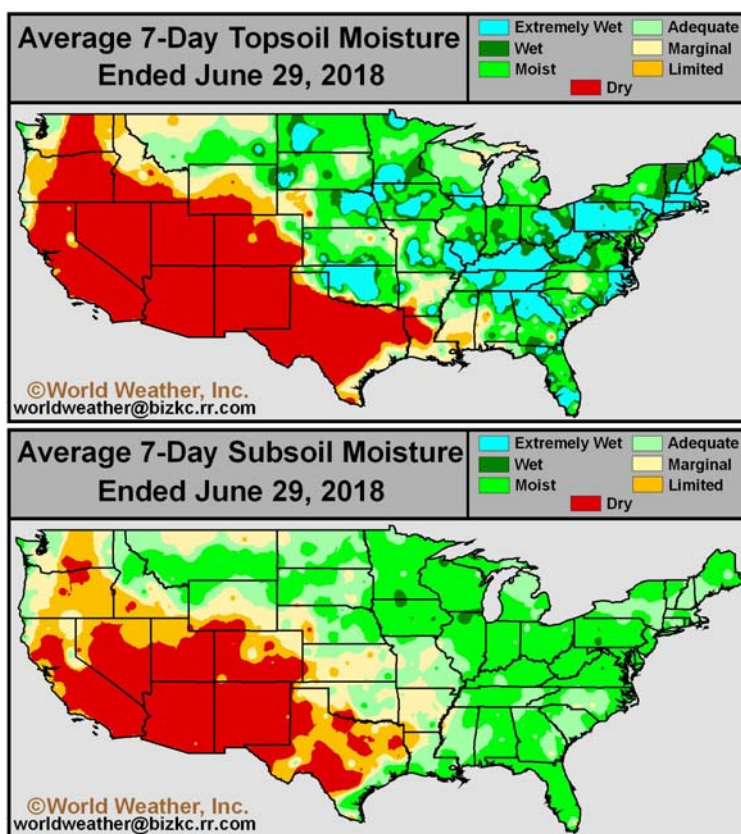 Average 7-Day Topsoil Moisture
Ended June 29, 2018
Extremely Wet
Adequate
Wet
Marginal
Moist
Limited
Dry
©World Weather, Inc.
worldweather@bizkc.rr.com
Average 7-Day Subsoil Moisture
Ended June 29, 2018
Extremely Wet
Adequate
Wet
Marginal
Moist
Limited
Dry
©World Weather, Inc.
worldweather@bizkc.rr.com